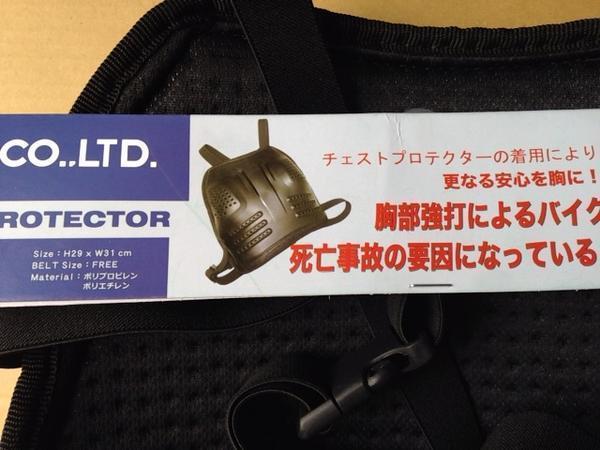 CO.,LTD.
ROTECTOR
Size：H29 x W31cm
BELT Size：FREE
Material：ポリプロピレン
ポリエチレン
チェストプロテクターの着用により
更なる安心を胸に！
胸部強打によるバイク
死亡事故の要因になっている